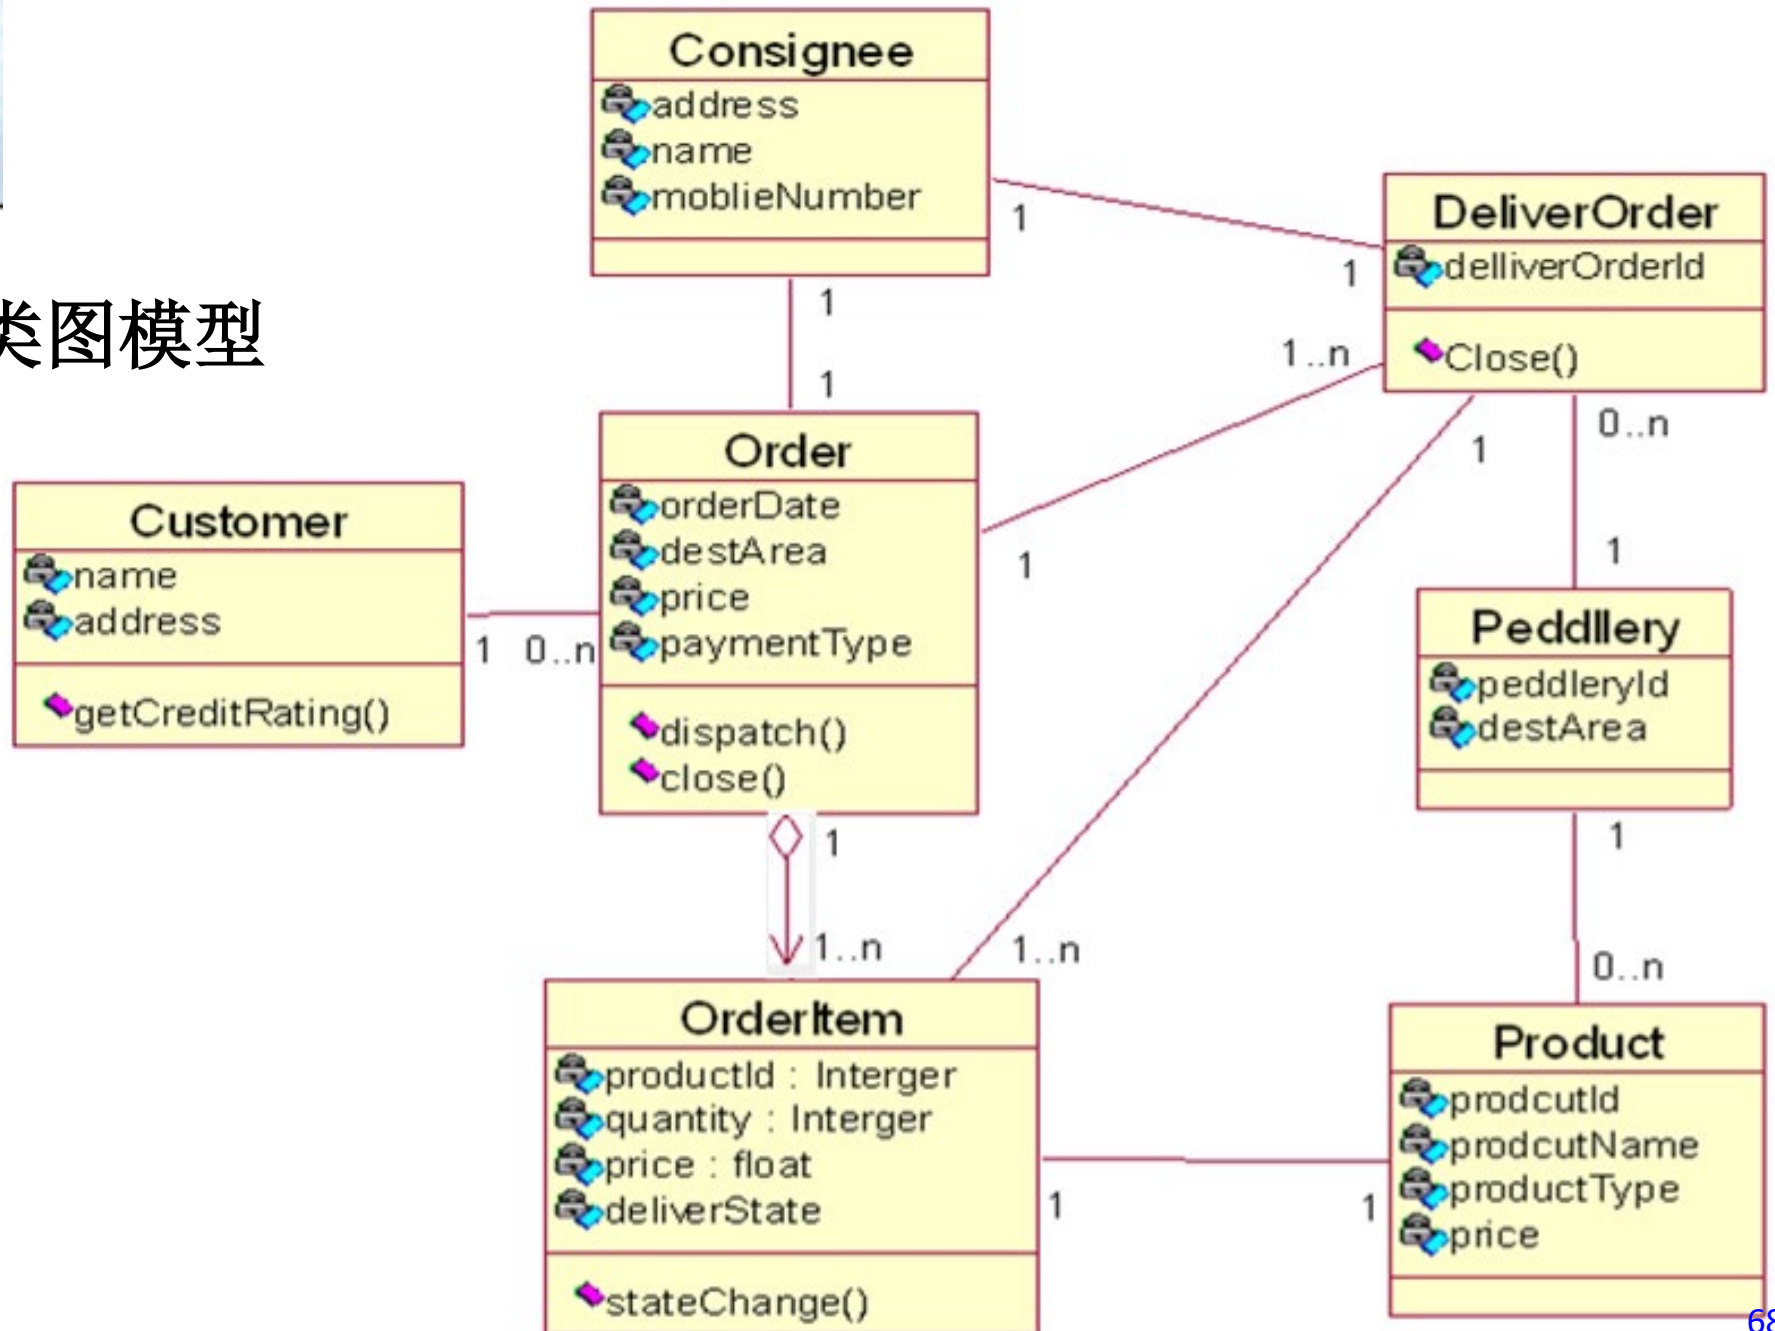 Consignee
address
name
moblieNumber
1
1
DeliverOrder
delliverOrderId
Close()
类图模型
1
1
1..n
0..n
1
1
1
Order
orderDate
destArea
price
paymentType
dispatch()
close()
Customer
name
address
getCreditRating()
1 0..n
Peddllery
peddleryId
destArea
1
1..n
1..n
1
0..n
OrderItem
productId : Interger
quantity : Interger
price : float
deliverState
stateChange()
1
1
Product
prodcutId
prodcutName
productType
price
68